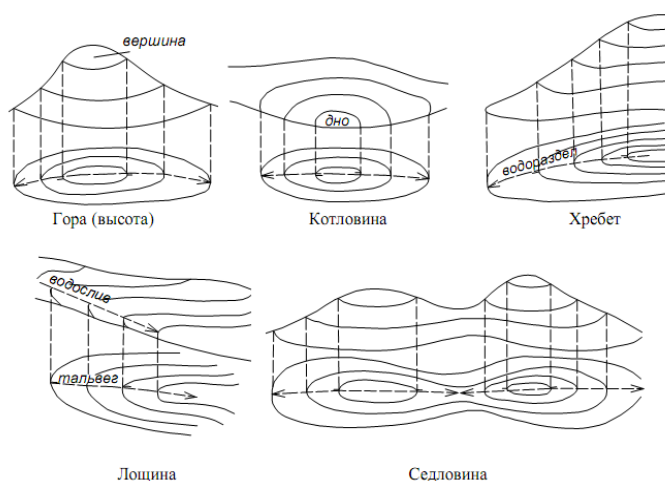 вершина
дно
водораздел
Гора (высота)
Котловина
Хребет
водослив
тальвег
Лощина
Седловина